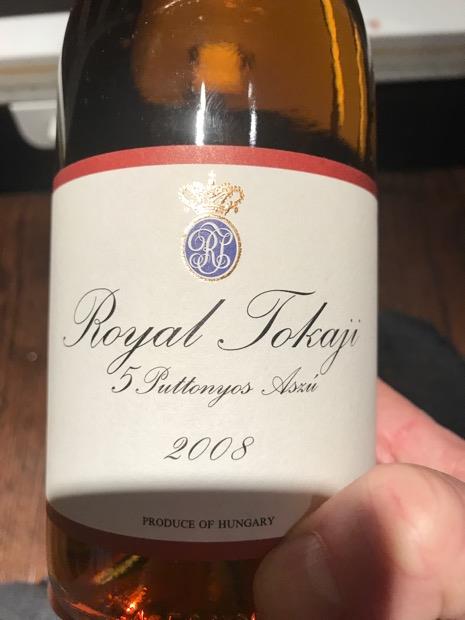 RT
Royal Tokaji
5 Puttonyos Aszú
2008
PRODUCE OF HUNGARY